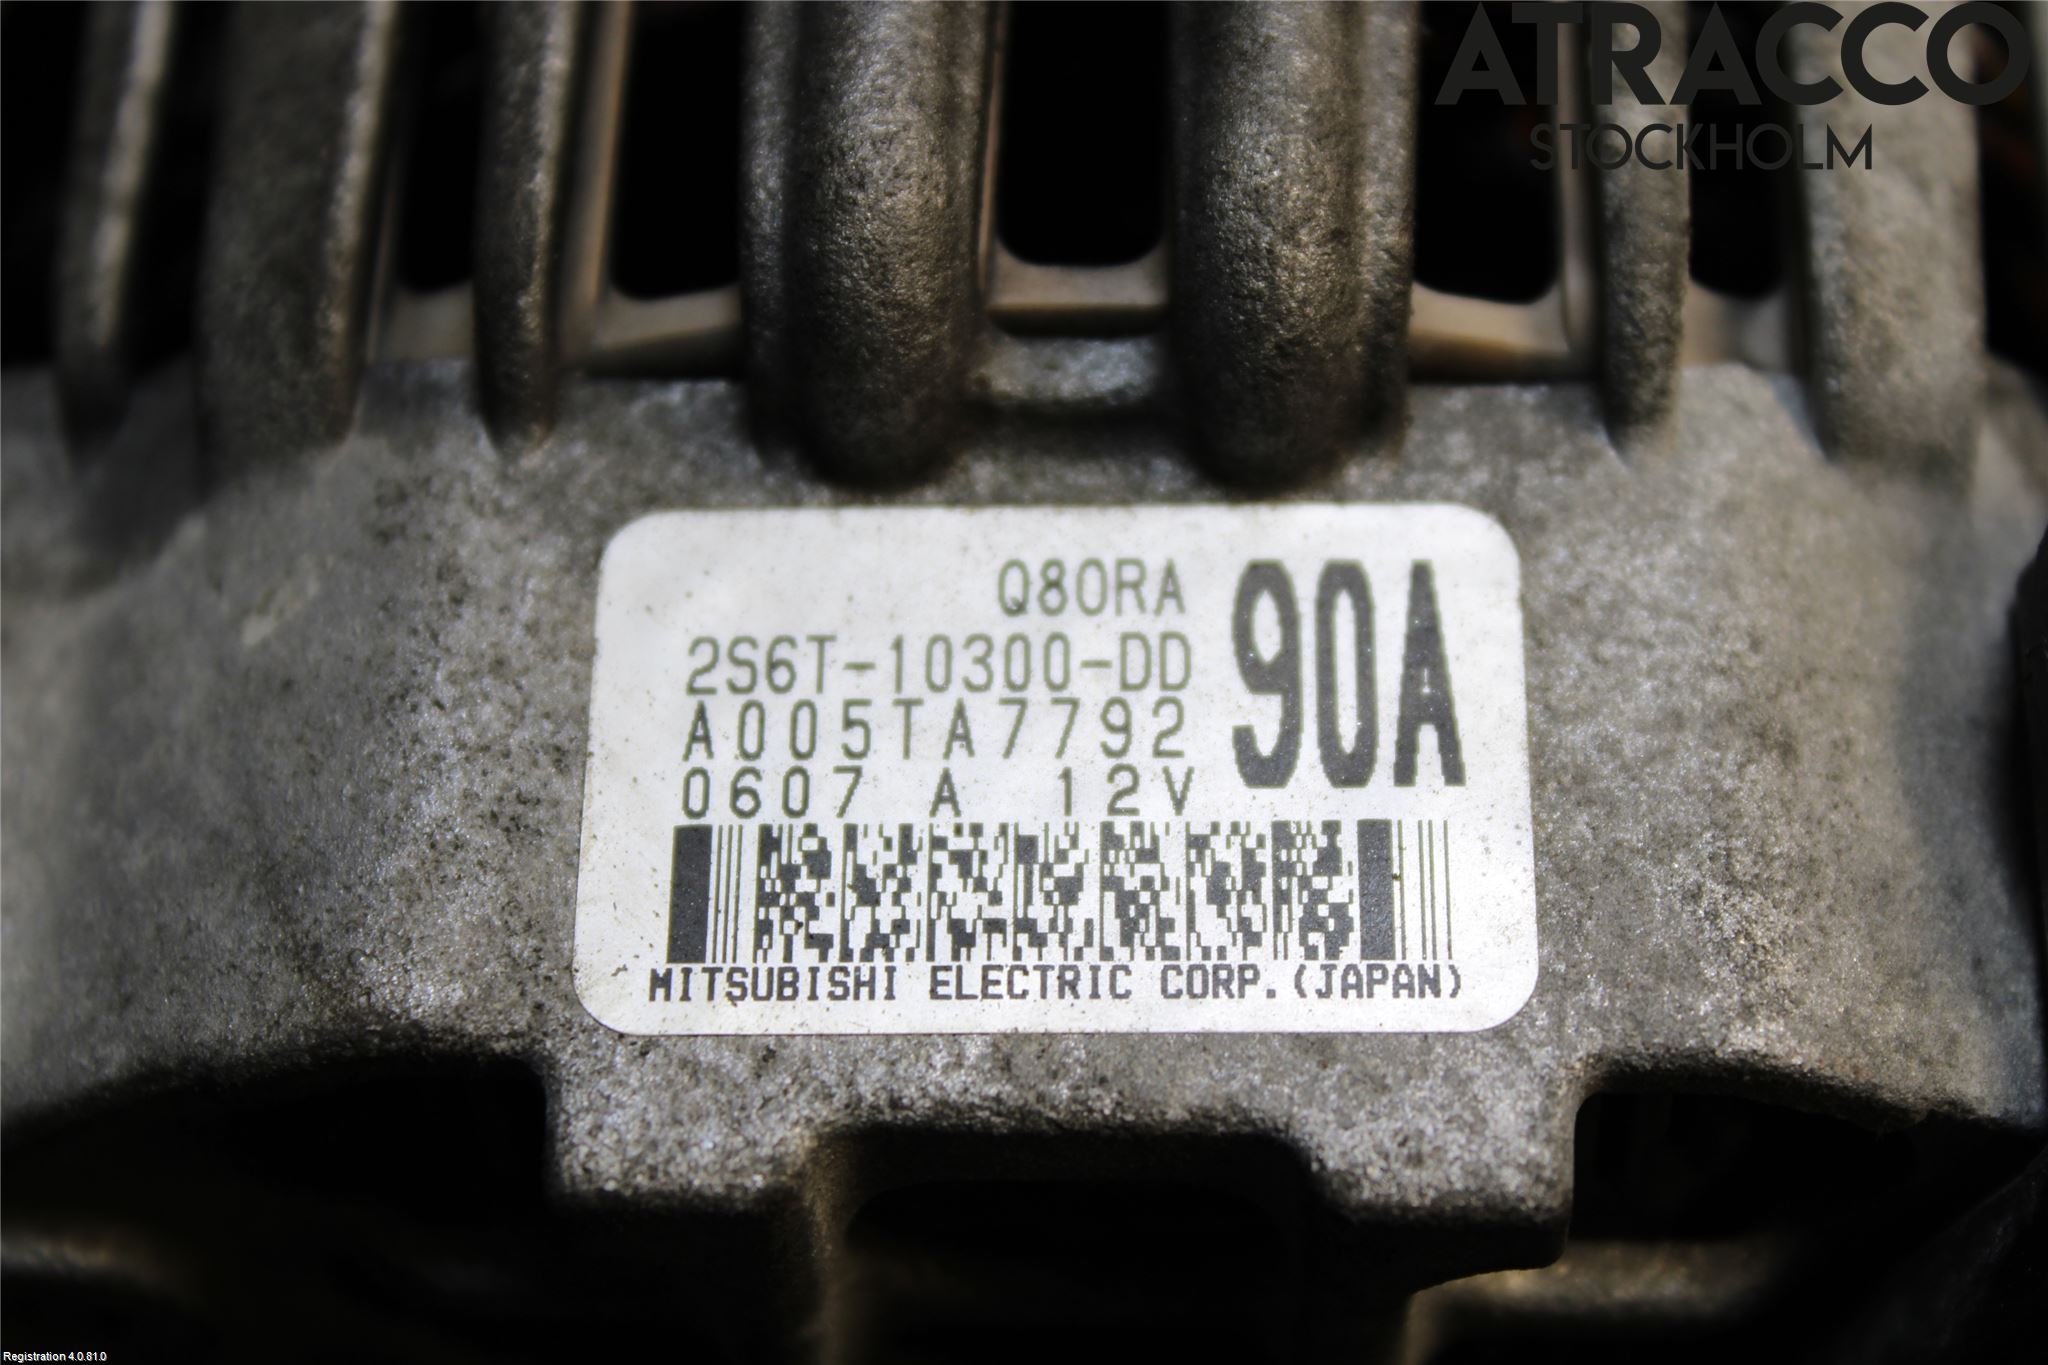 ATRACCO
STOCKHOLM
Q80RA
90A
2S6T-10300-DD
A005TA7792
0607 A 12V
MITSUBISHI ELECTRIC CORP.(JAPAN)
Registration 4.0.81.0